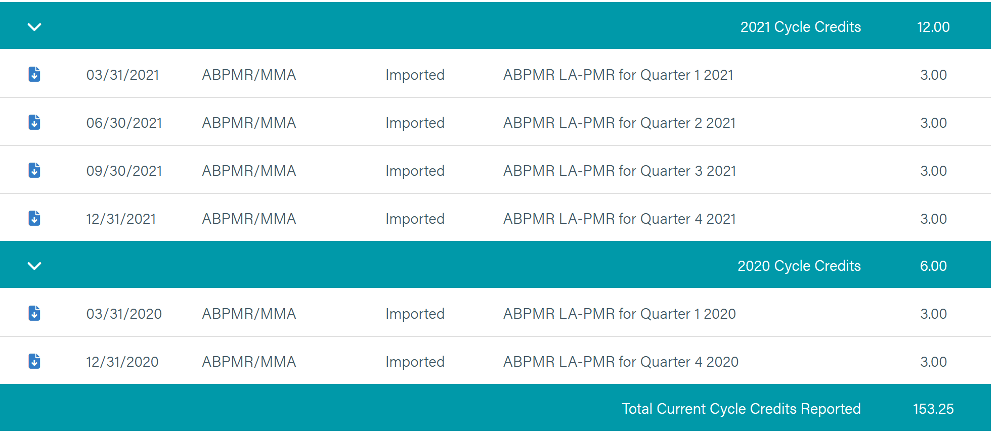 2021 Cycle Credits 12.00
03/31/2021 ABPMR/MMA Imported ABPMR LA-PMR for Quarter 1 2021 3.00
06/30/2021 ABPMR/MMA Imported ABPMR LA-PMR for Quarter 2 2021 3.00
09/30/2021 ABPMR/MMA Imported ABPMR LA-PMR for Quarter 3 2021 3.00
12/31/2021 ABPMR/MMA Imported ABPMR LA-PMR for Quarter 4 2021 3.00
2020 Cycle Credits 6.00
03/31/2020 ABPMR/MMA Imported ABPMR LA-PMR for Quarter 1 2020 3.00
12/31/2020 ABPMR/MMA Imported ABPMR LA-PMR for Quarter 4 2020 3.00
Total Current Cycle Credits Reported 153.25